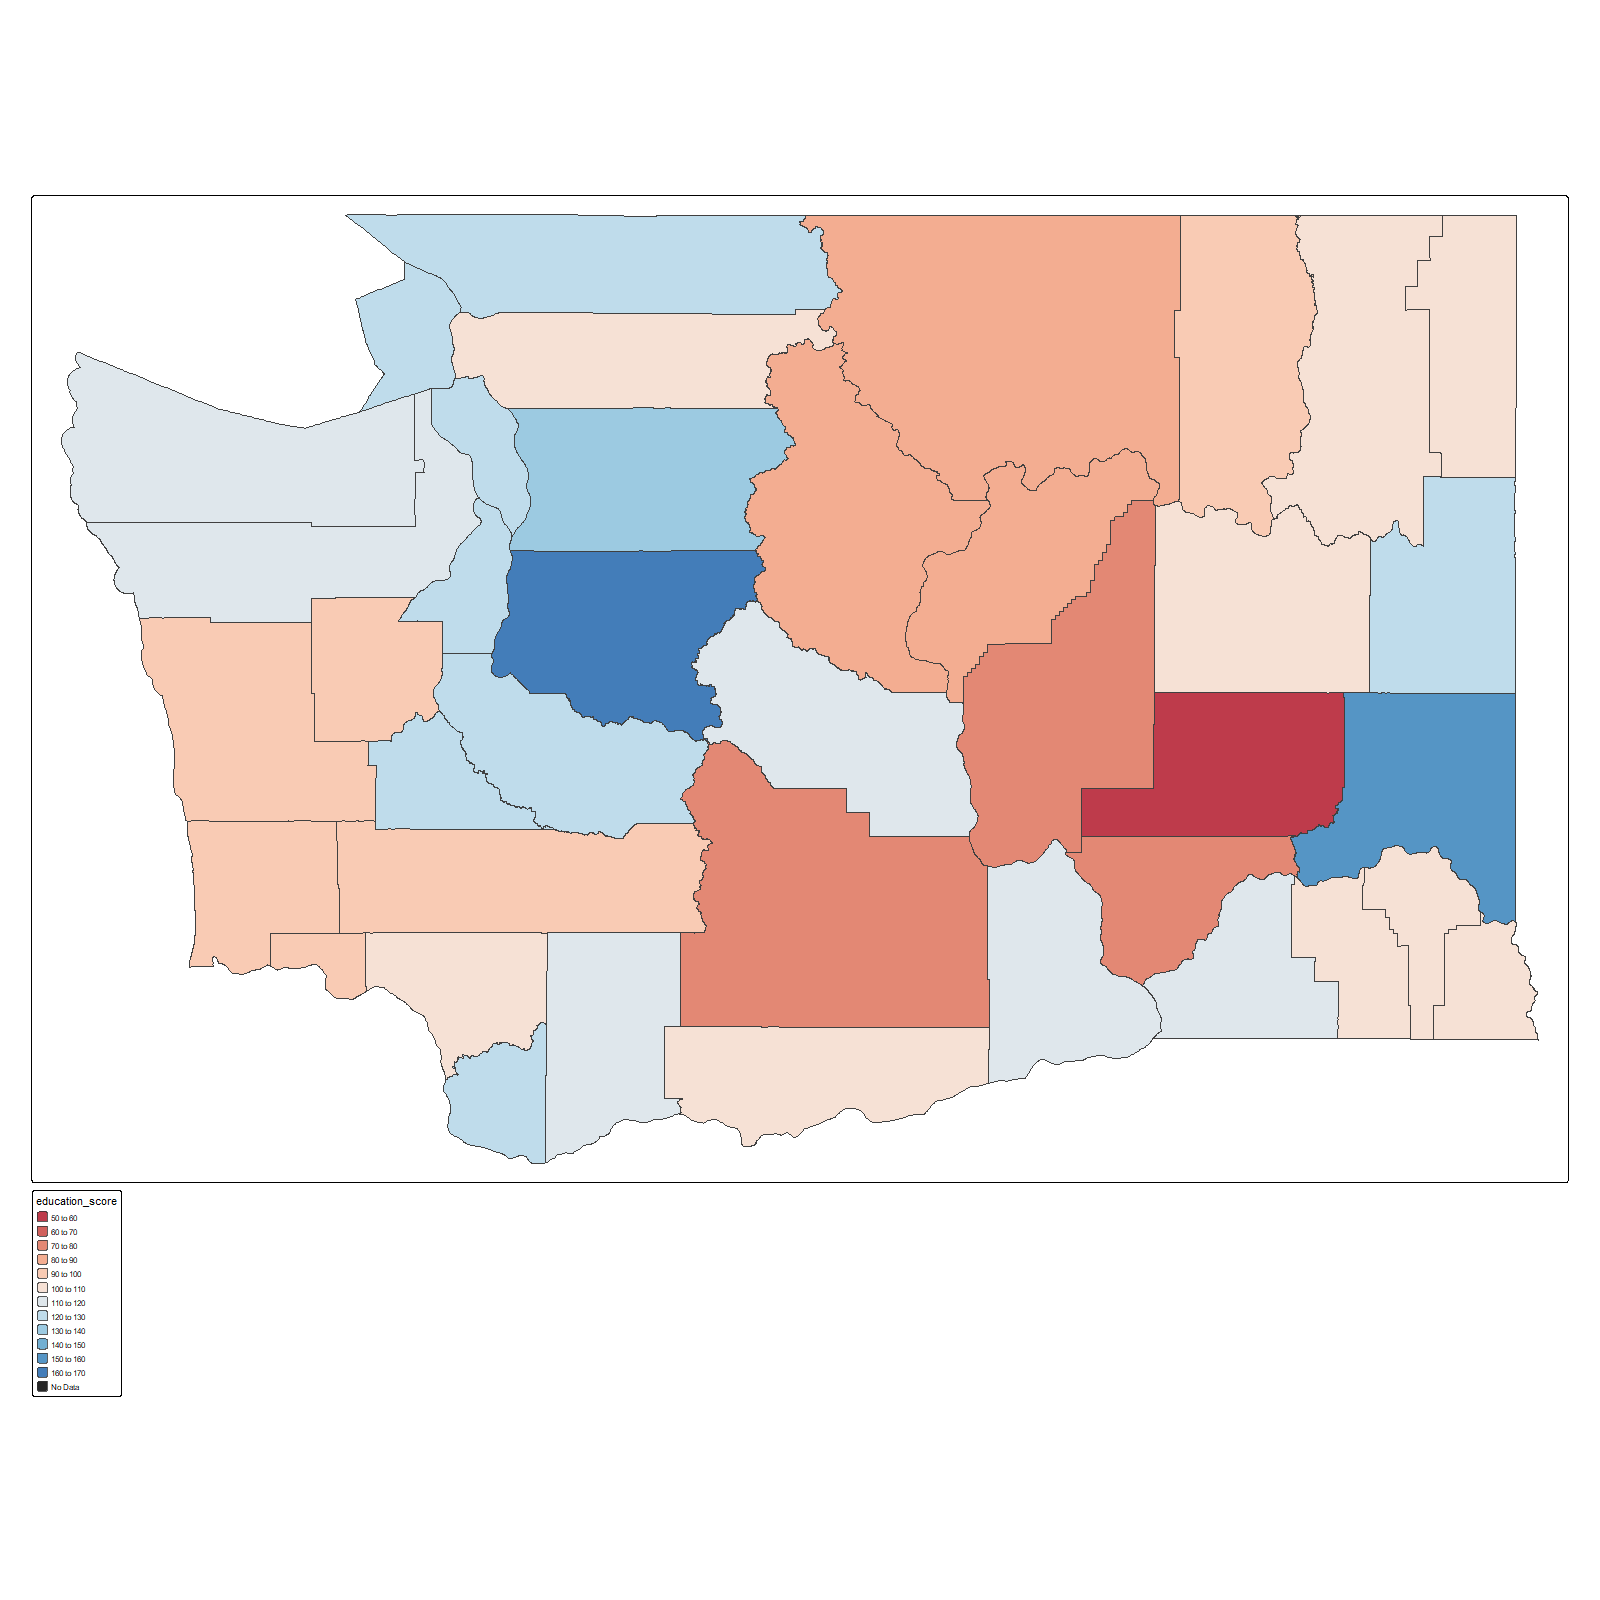 education_score
50 to 60
60 to 70
70 to 80
80 to 90
90 to 100
100 to 110
110 to 120
120 to 130
130 to 140
140 to 150
150 to 160
160 to 170
No Data